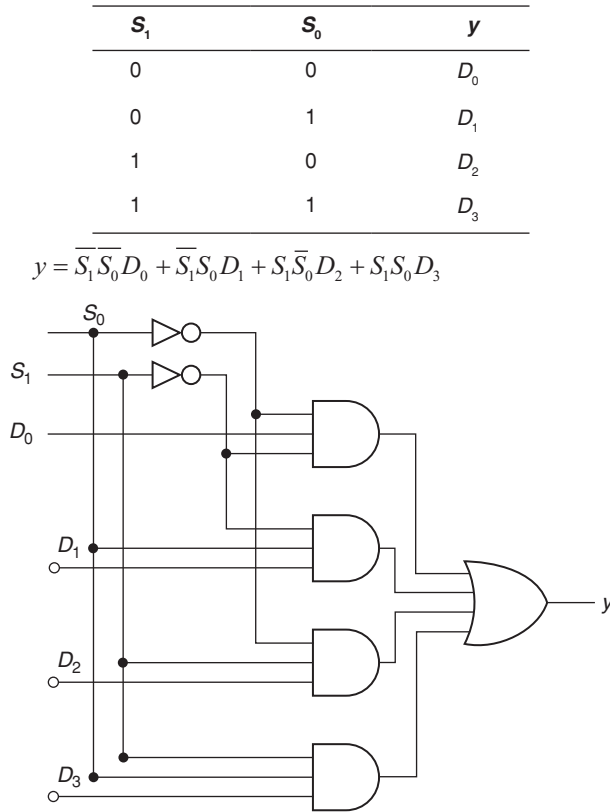 S₁ S₀ y
0 0 D₀
0 1 D₁
1 0 D₂
1 1 D₃
y = S̅₁S̅₀D₀ + S̅₁S₀D₁ + S₁S̅₀D₂ + S₁S₀D₃
S₀
S₁
D₀
D₁
y
D₂
D₃